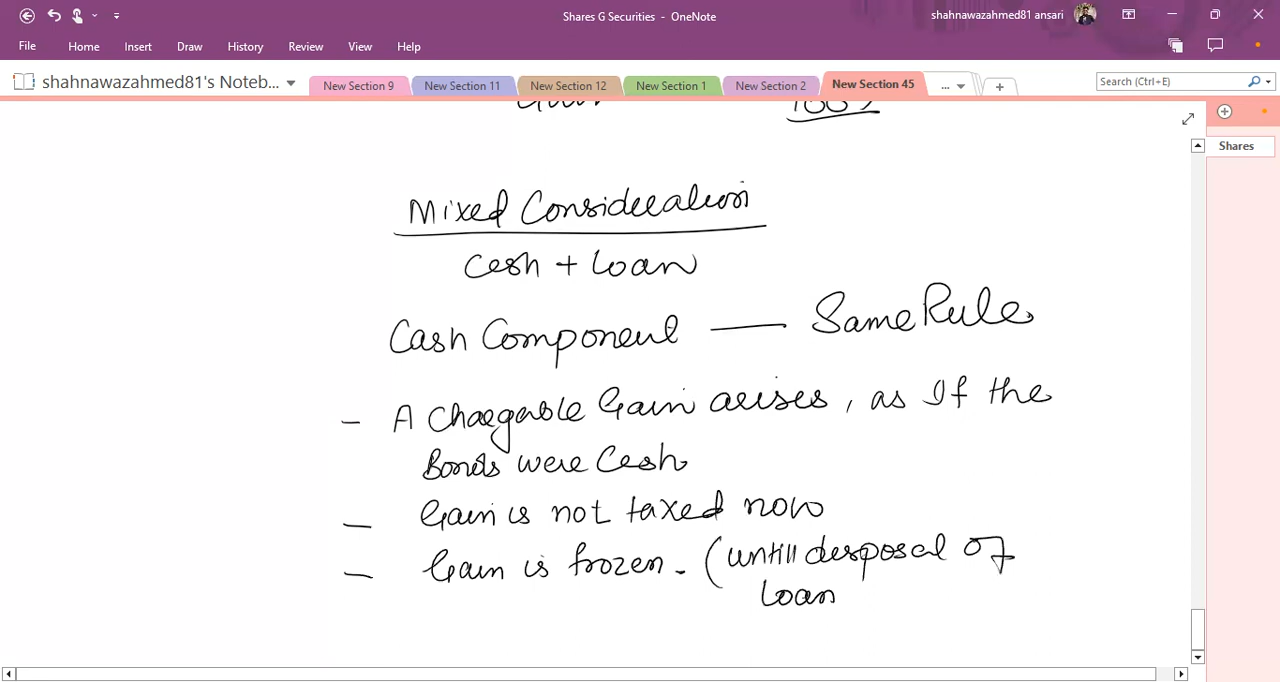 Shares G Securities - OneNote
shahnawazahmed81 ansari
File Home Insert Draw History Review View Help
shahnawazahmed81's Noteb... New Section 9 New Section 11 New Section 12 New Section 1 New Section 2 New Section 45 ... + Search (Ctrl+E)
Shares
Mixed Consideration
Cash + Loan
Cash Component — Same Rule.
- A Chargable Gain arises, as If the
Bonds were Cash.
- Gain is not taxed now
- Gain is frozen. (untill desposal of
Loan